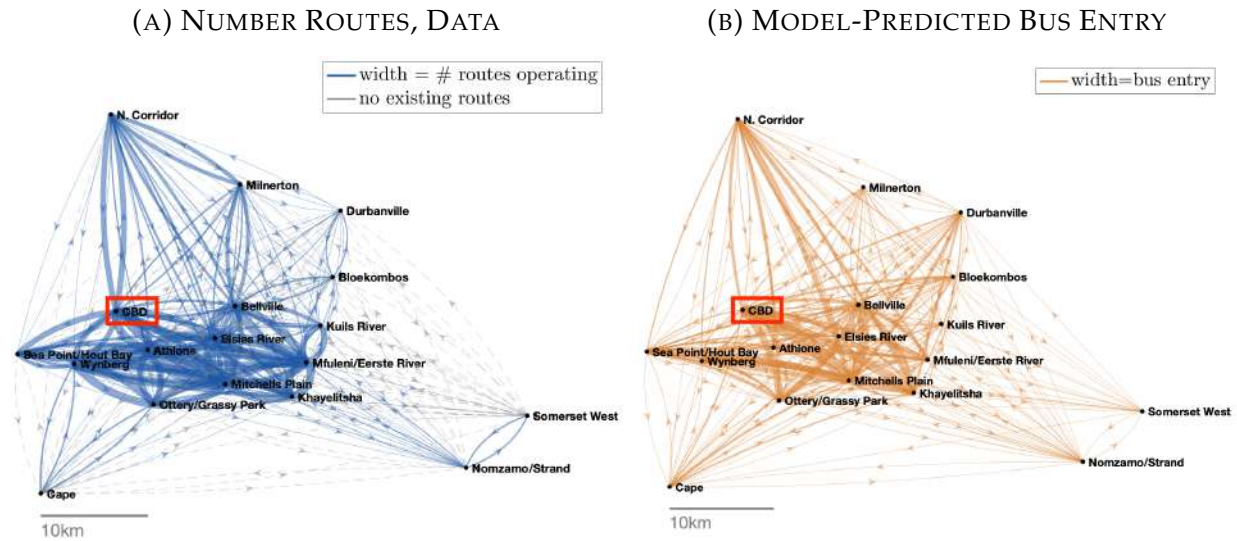 (A) NUMBER ROUTES, DATA
width = # routes operating
no existing routes
N. Corridor
Milnerton
Durbanville
Bloekombos
CBD
Bellville
Kuils River
Elsies River
Athlone
Sea Point/Hout Bay
Wynberg
Mfuleni/Eerste River
Mitchells Plain
Khayelitsha
Ottery/Grassy Park
Somerset West
Nomzamo/Strand
Cape
10km
(B) MODEL-PREDICTED BUS ENTRY
width=bus entry
N. Corridor
Milnerton
Durbanville
Bloekombos
CBD
Bellville
Kuils River
Elsies River
Athlone
Sea Point/Hout Bay
Wynberg
Mfuleni/Eerste River
Mitchells Plain
Khayelitsha
Ottery/Grassy Park
Somerset West
Nomzamo/Strand
Cape
10km